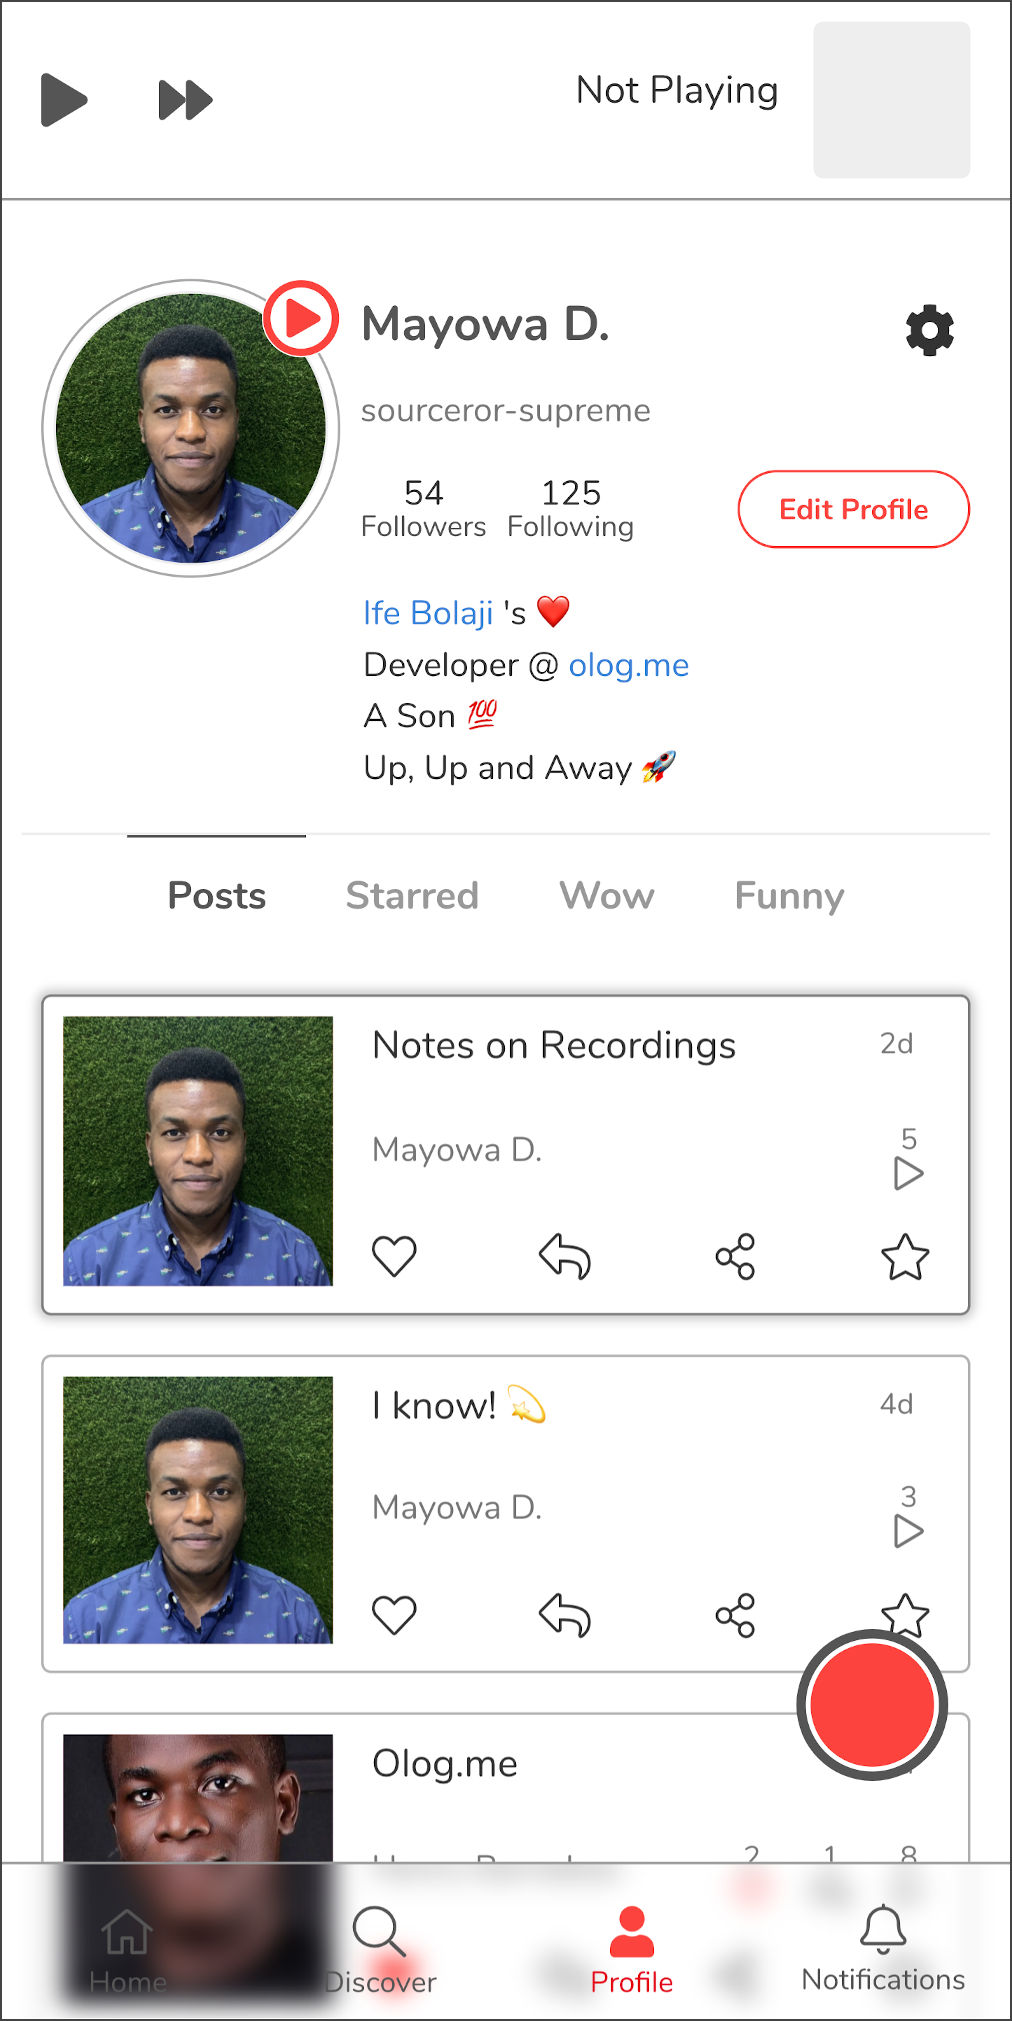 Not Playing
Mayowa D.
sourceror-supreme
54 125
Followers Following
Edit Profile
Ife Bolaji 's ❤️
Developer @ olog.me
A Son 💯
Up, Up and Away 🚀
Posts Starred Wow Funny
Notes on Recordings 2d
Mayowa D.
5
I know! 💫 4d
Mayowa D.
3
Olog.me
2 1 8
Home Discover Profile Notifications